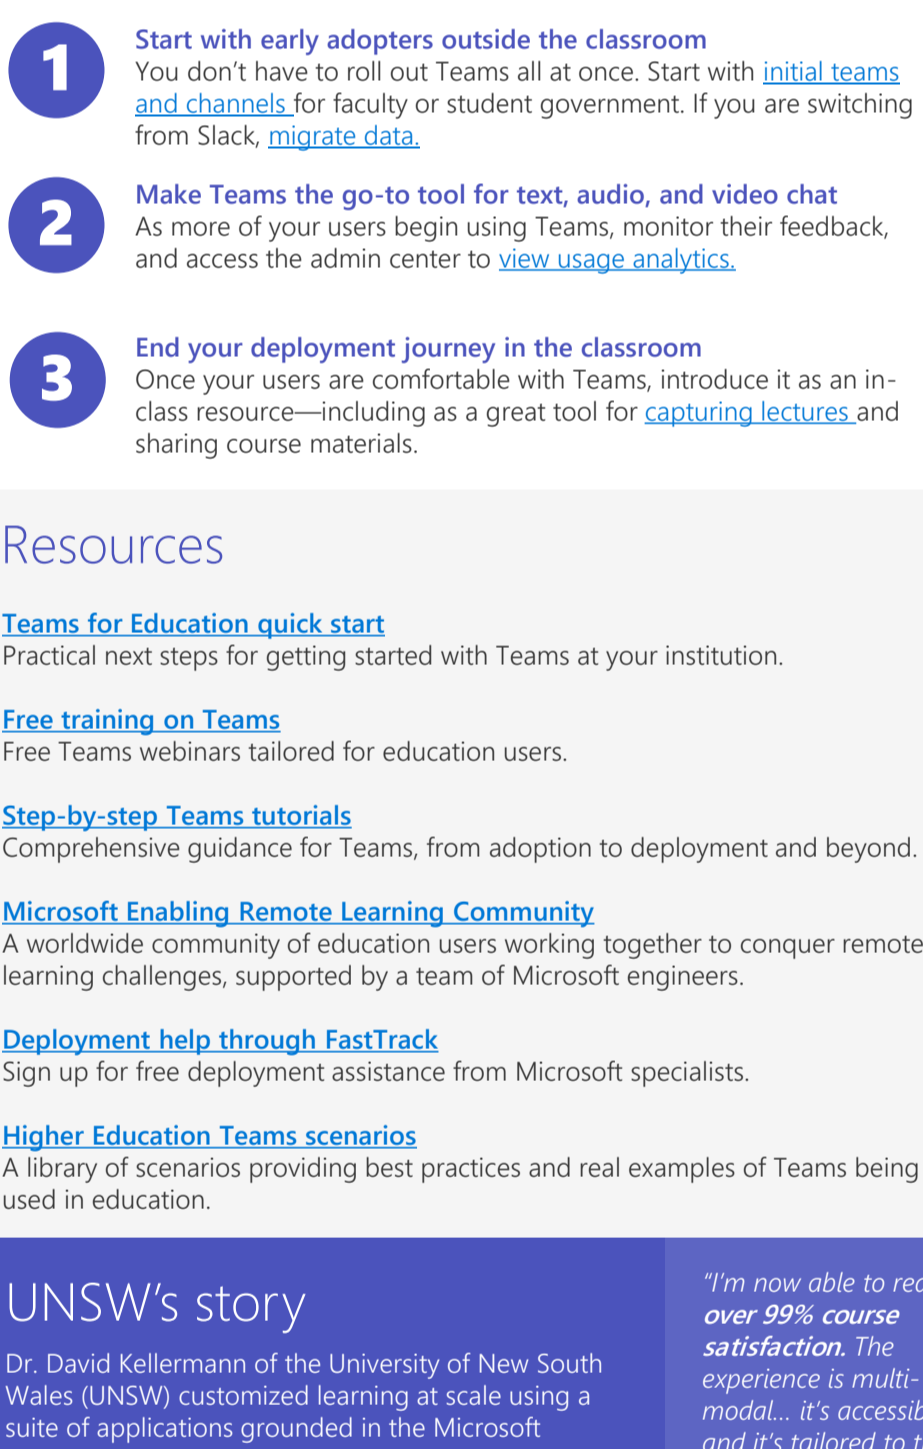 1
Start with early adopters outside the classroom
You don't have to roll out Teams all at once. Start with initial teams
and channels for faculty or student government. If you are switching
from Slack, migrate data.
2
Make Teams the go-to tool for text, audio, and video chat
As more of your users begin using Teams, monitor their feedback,
and access the admin center to view usage analytics.
3
End your deployment journey in the classroom
Once your users are comfortable with Teams, introduce it as an in-
class resource—including as a great tool for capturing lectures and
sharing course materials.
Resources
Teams for Education quick start
Practical next steps for getting started with Teams at your institution.
Free training on Teams
Free Teams webinars tailored for education users.
Step-by-step Teams tutorials
Comprehensive guidance for Teams, from adoption to deployment and beyond.
Microsoft Enabling Remote Learning Community
A worldwide community of education users working together to conquer remote
learning challenges, supported by a team of Microsoft engineers.
Deployment help through FastTrack
Sign up for free deployment assistance from Microsoft specialists.
Higher Education Teams scenarios
A library of scenarios providing best practices and real examples of Teams being
used in education.
UNSW's story
Dr. David Kellermann of the University of New South
Wales (UNSW) customized learning at scale using a
suite of applications grounded in the Microsoft
"I'm now able to
over 99% course
satisfaction. The
experience is multi-
modal... it's
and it's tailored to